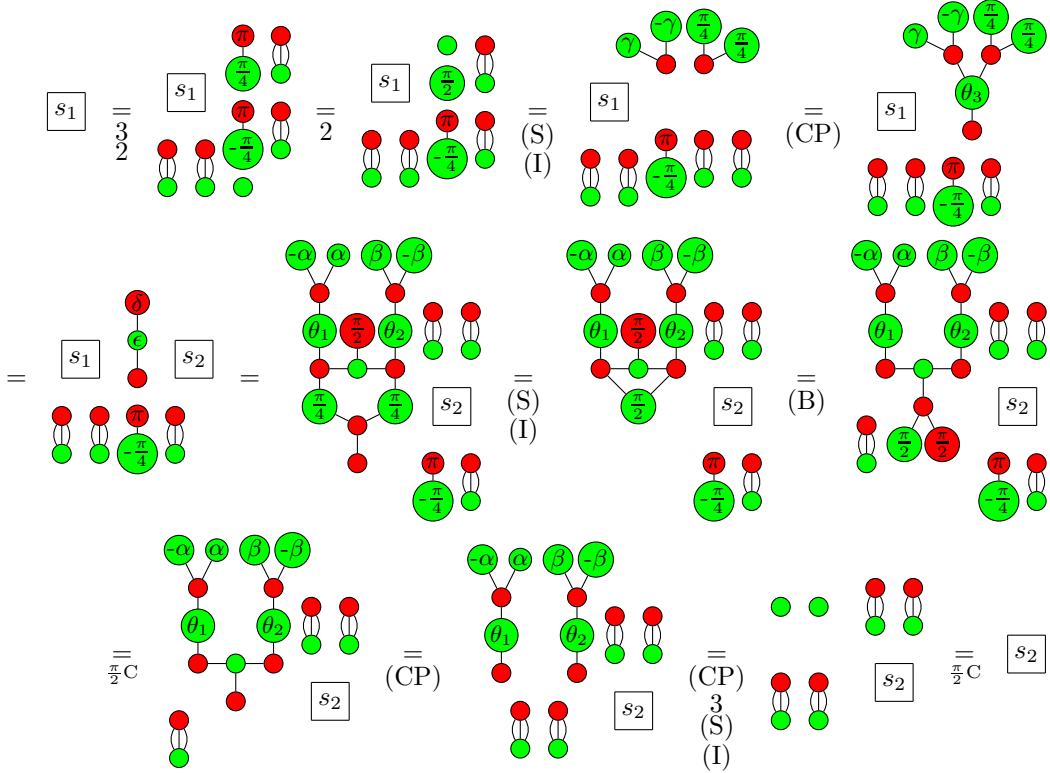 s₁
=
3
2
π
π/4
s₁
π
-π/4
=
2
s₁
π/2
π
-π/4
=
(S)
(I)
γ -γ π/4 π/4
s₁
π
-π/4
=
(CP)
γ -γ π/4 π/4
θ₃
s₁
π
-π/4
=
δ
ϵ
s₁ s₂
π
-π/4
=
-α α β -β
θ₁ π/2 θ₂
π/4 π/4
s₂
π
-π/4
=
(S)
(I)
-α α β -β
θ₁ π/2 θ₂
π/2
s₂
π
-π/4
=
(B)
-α α β -β
θ₁ θ₂
π/2 π/2
s₂
π
-π/4
=
π/2 C
-α α β -β
θ₁ θ₂
s₂
=
(CP)
-α α β -β
θ₁ θ₂
s₂
=
(CP)
3
(S)
(I)
s₂
=
π/2 C
s₂